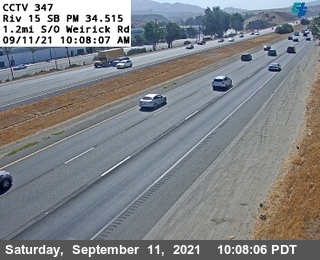 CCTV 347
Riv 15 SB PM 34.515
1.2mi S/O Weirick Rd
09/11/21 10:08:07 AM
Saturday, September 11, 2021 10:08:06 PDT